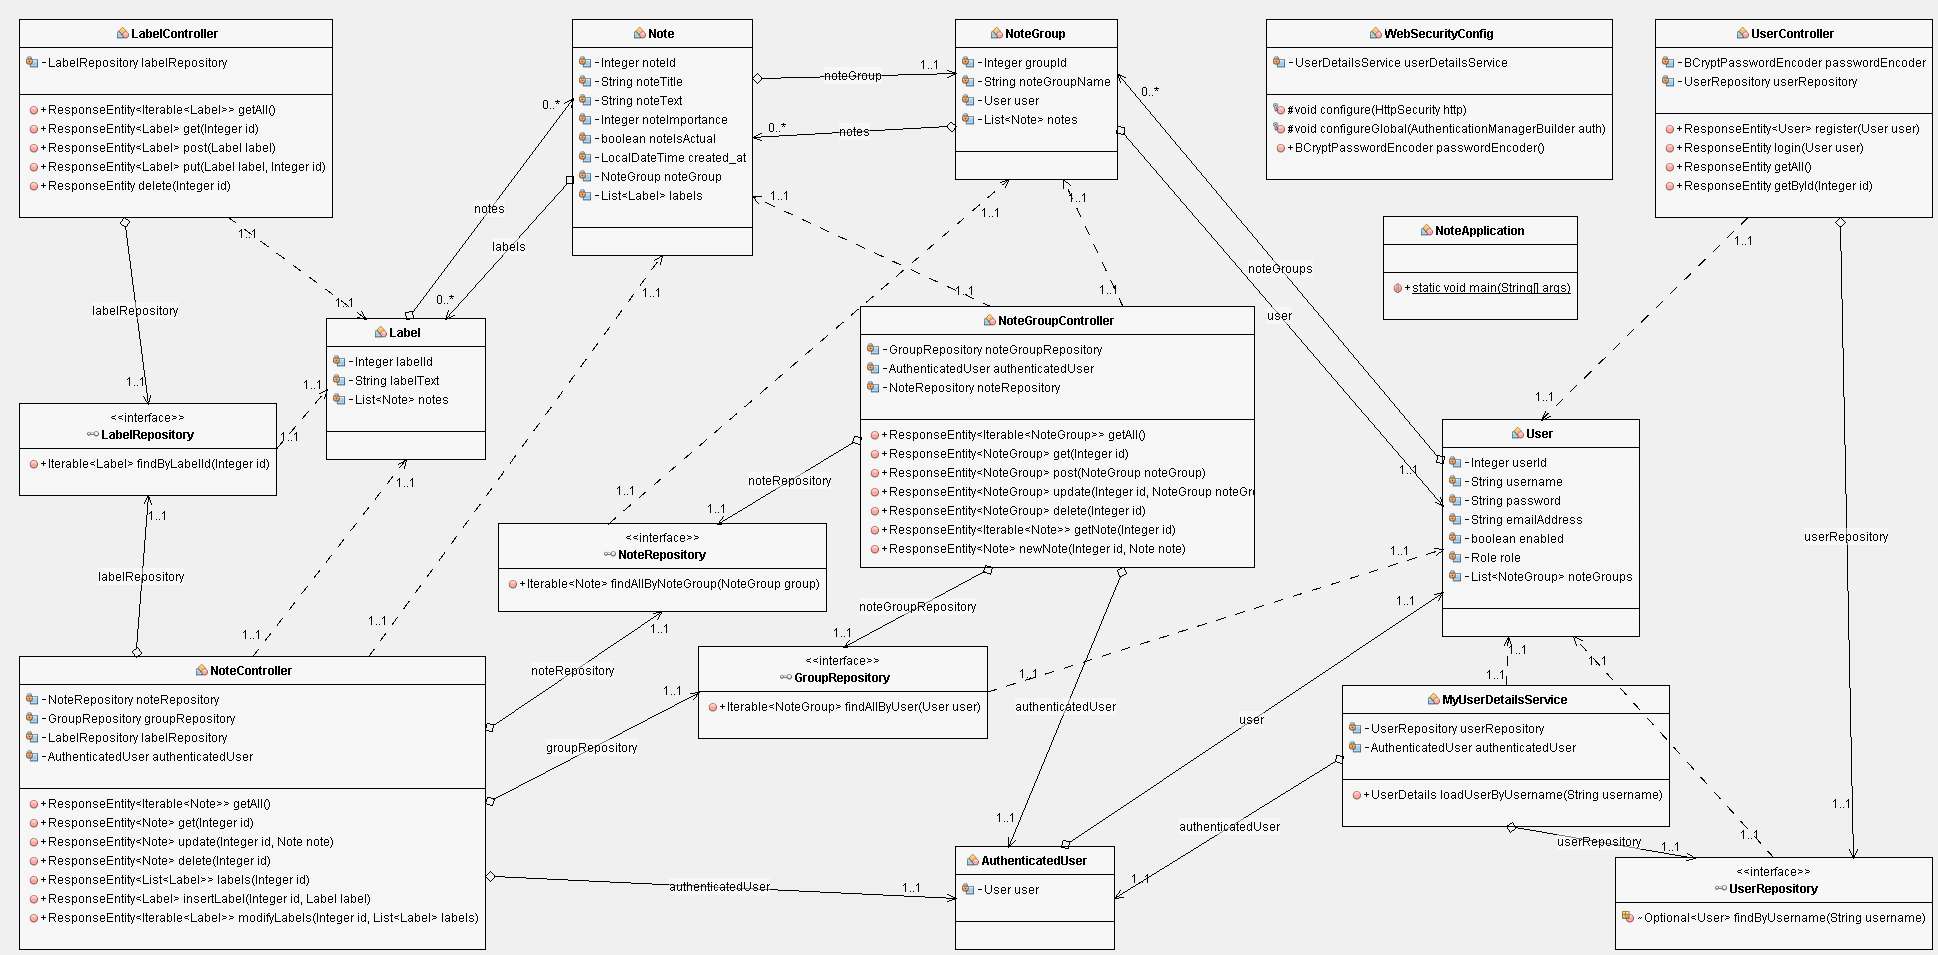 LabelController
-LabelRepository labelRepository
+ResponseEntity<Iterable<Label>> getAll()
+ResponseEntity<Label> get(Integer id)
+ResponseEntity<Label> post(Label label)
+ResponseEntity<Label> put(Label label, Integer id)
+ResponseEntity delete(Integer id)
Note
-Integer noteId
-String noteTitle
-String noteText
-Integer noteImportance
-boolean noteIsActual
-LocalDateTime created_at
-NoteGroup noteGroup
-List<Label> labels
NoteGroup
-Integer groupId
-String noteGroupName
-User user
-List<Note> notes
WebSecurityConfig
-UserDetailsService userDetailsService
#void configure(HttpSecurity http)
#void configureGlobal(AuthenticationManagerBuilder auth)
+BCryptPasswordEncoder passwordEncoder()
UserController
-BCryptPasswordEncoder passwordEncoder
-UserRepository userRepository
+ResponseEntity<User> register(User user)
+ResponseEntity login(User user)
+ResponseEntity getAll()
+ResponseEntity getById(Integer id)
noteGroup
1..1
notes
0..*
0..*
notes
labels
0..*
1..1
1..1
1..1
1..1
1..1
1..1
1..1
1..1
0..*
noteGroups
user
1..1
NoteApplication
+static void main(String[] args)
1..1
1..1
userRepository
1..1
labelRepository
1..1
Label
-Integer labelId
-String labelText
-List<Note> notes
1..1
1..1
<<interface>>
LabelRepository
+Iterable<Label> findByLabelId(Integer id)
1..1
labelRepository
1..1
1..1
1..1
NoteGroupController
-GroupRepository noteGroupRepository
-AuthenticatedUser authenticatedUser
-NoteRepository noteRepository
+ResponseEntity<Iterable<NoteGroup>> getAll()
+ResponseEntity<NoteGroup> get(Integer id)
+ResponseEntity<NoteGroup> post(NoteGroup noteGroup)
+ResponseEntity<NoteGroup> update(Integer id, NoteGroup noteGr
+ResponseEntity<NoteGroup> delete(Integer id)
+ResponseEntity<Iterable<Note>> getNote(Integer id)
+ResponseEntity<Note> newNote(Integer id, Note note)
noteRepository
1..1
1..1
<<interface>>
NoteRepository
+Iterable<Note> findAllByNoteGroup(NoteGroup group)
1..1
noteRepository
noteGroupRepository
1..1
<<interface>>
GroupRepository
+Iterable<NoteGroup> findAllByUser(User user)
1..1
groupRepository
1..1
1..1
User
-Integer userId
-String username
-String password
-String emailAddress
-boolean enabled
-Role role
-List<NoteGroup> noteGroups
1..1
user
1..1
1..1
1..1
NoteController
-NoteRepository noteRepository
-GroupRepository groupRepository
-LabelRepository labelRepository
-AuthenticatedUser authenticatedUser
+ResponseEntity<Iterable<Note>> getAll()
+ResponseEntity<Note> get(Integer id)
+ResponseEntity<Note> update(Integer id, Note note)
+ResponseEntity<Note> delete(Integer id)
+ResponseEntity<List<Label>> labels(Integer id)
+ResponseEntity<Label> insertLabel(Integer id, Label label)
+ResponseEntity<Iterable<Label>> modifyLabels(Integer id, List<Label> labels)
authenticatedUser
1..1
authenticatedUser
1..1
AuthenticatedUser
-User user
MyUserDetailsService
-UserRepository userRepository
-AuthenticatedUser authenticatedUser
+UserDetails loadUserByUsername(String username)
authenticatedUser
1..1
userRepository
1..1
1..1
<<interface>>
UserRepository
~Optional<User> findByUsername(String username)